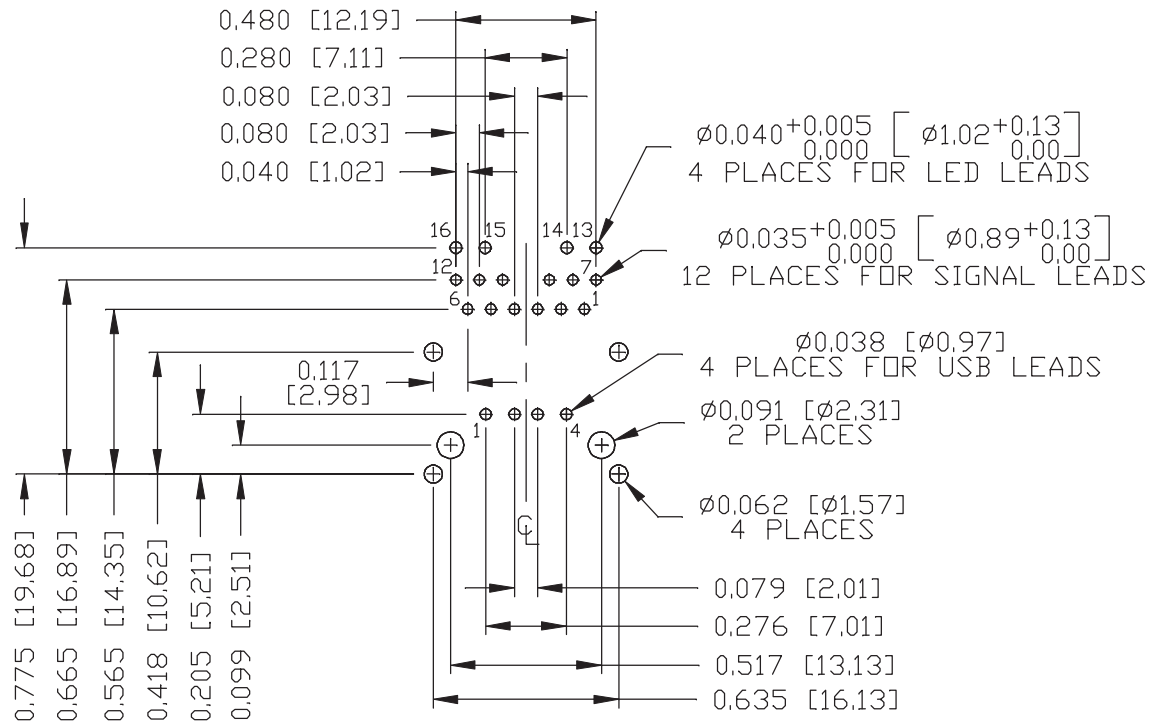 0.480 [12.19]
0.280 [7.11]
0.080 [2.03]
0.080 [2.03]
0.040 [1.02]
Ø0.040 +0.005 0.000 [Ø1.02 +0.13 0.00]
4 PLACES FOR LED LEADS
16 15 14 13
Ø0.035 +0.005 0.000 [Ø0.89 +0.13 0.00]
12 PLACES FOR SIGNAL LEADS
12 7
6 1
Ø0.038 [Ø0.97]
4 PLACES FOR USB LEADS
0.117
[2.98]
1 4
Ø0.091 [Ø2.31]
2 PLACES
Ø0.062 [Ø1.57]
4 PLACES
CL
0.775 [19.68]
0.665 [16.89]
0.565 [14.35]
0.418 [10.62]
0.205 [5.21]
0.099 [2.51]
0.079 [2.01]
0.276 [7.01]
0.517 [13.13]
0.635 [16.13]